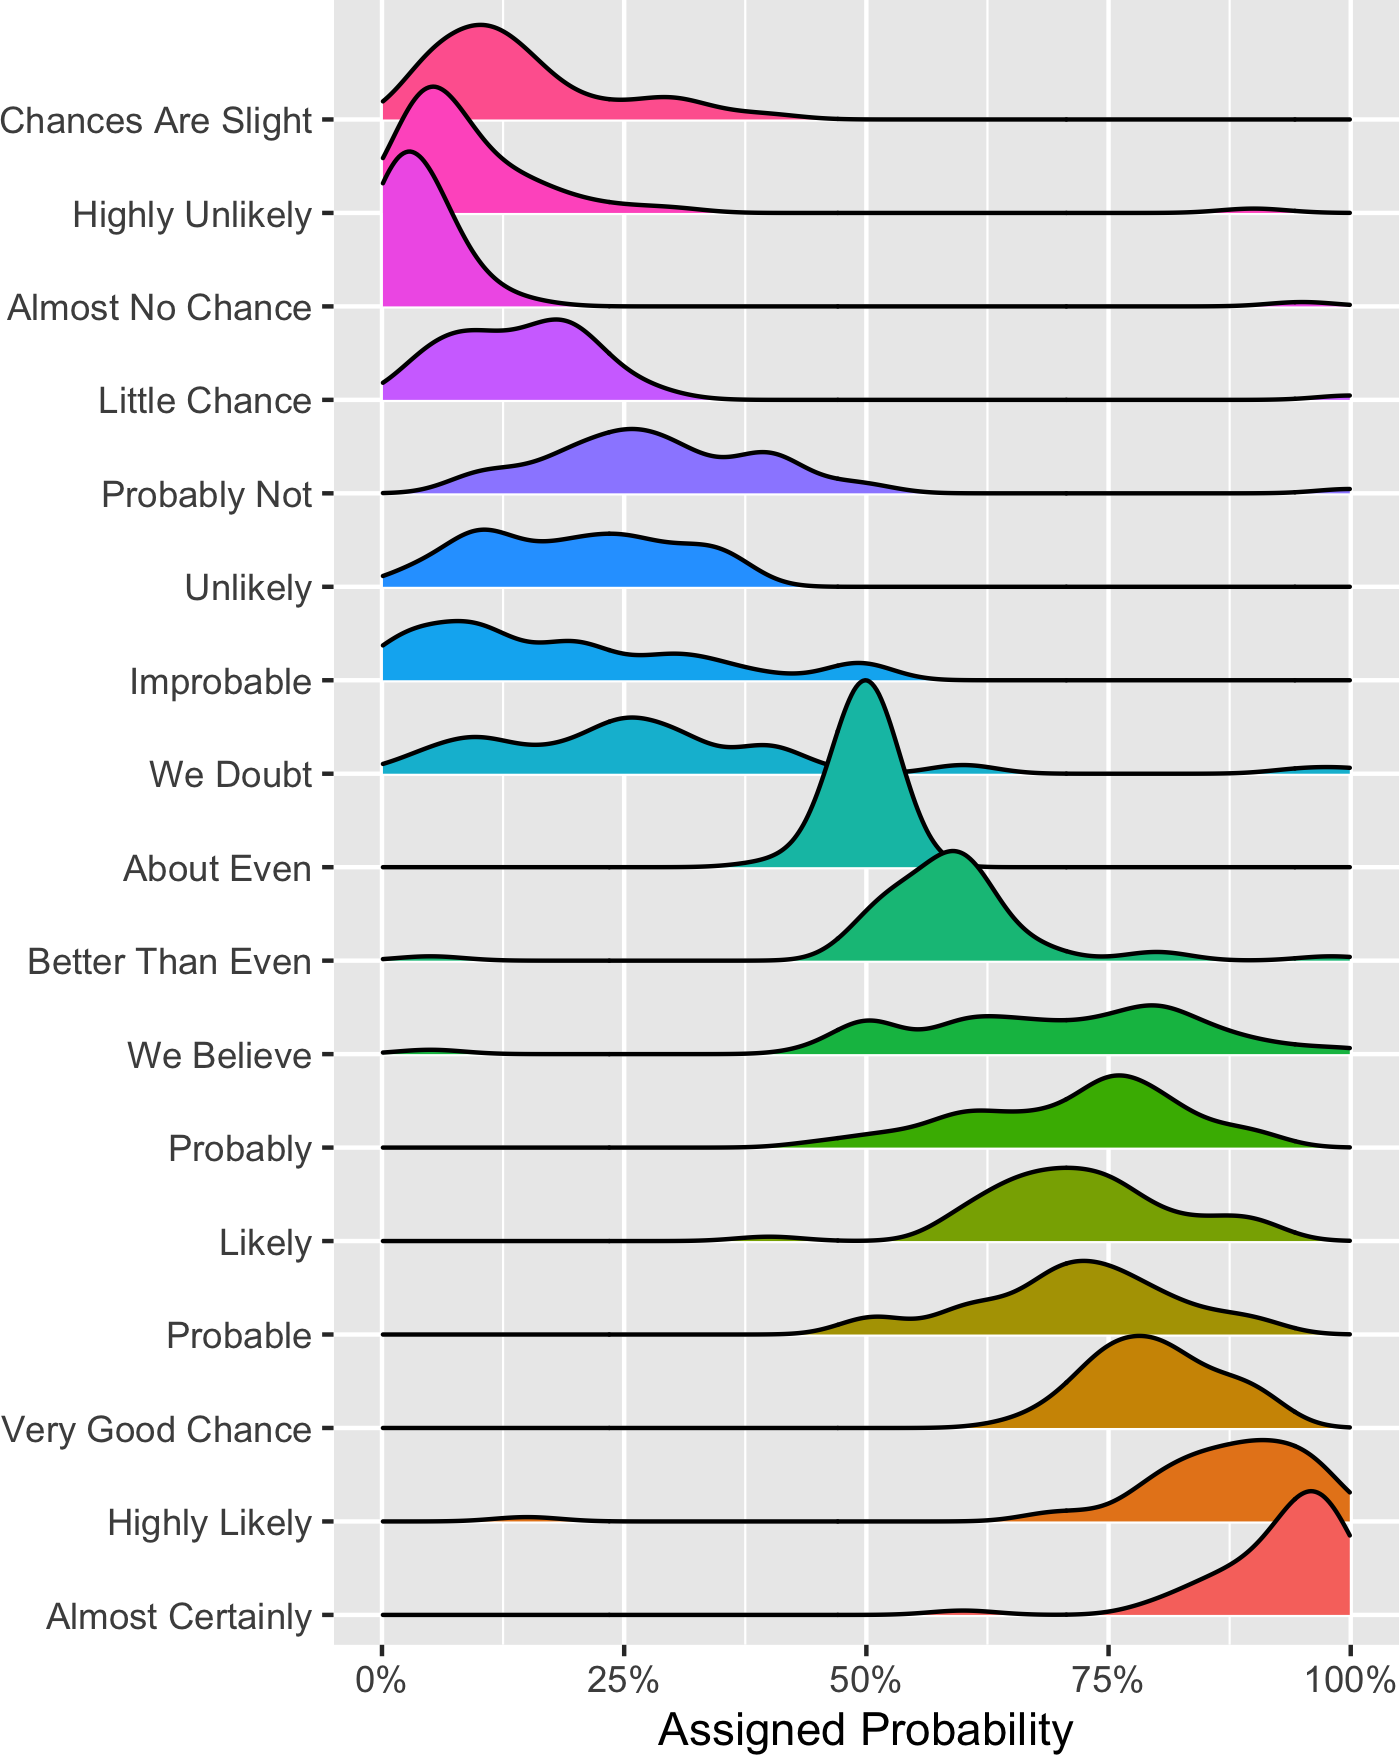 Chances Are Slight
Highly Unlikely
Almost No Chance
Little Chance
Probably Not
Unlikely
Improbable
We Doubt
About Even
Better Than Even
We Believe
Probably
Likely
Probable
Very Good Chance
Highly Likely
Almost Certainly
0% 25% 50% 75% 100%
Assigned Probability